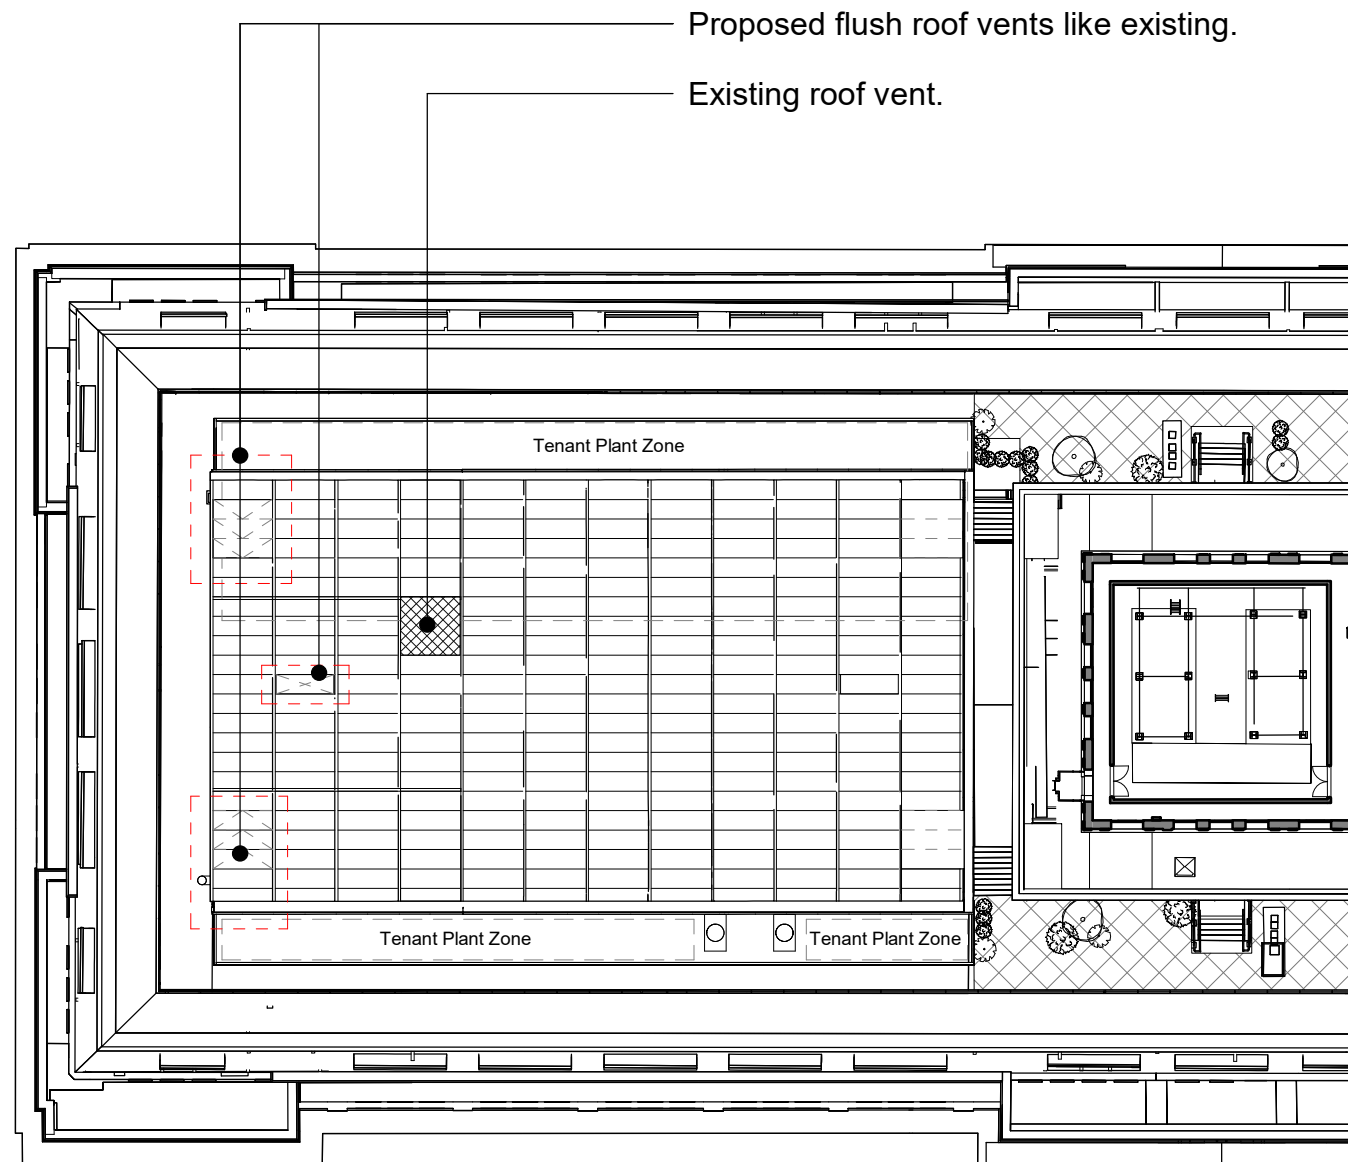 Proposed flush roof vents like existing.
Existing roof vent.
Tenant Plant Zone
Tenant Plant Zone
Tenant Plant Zone